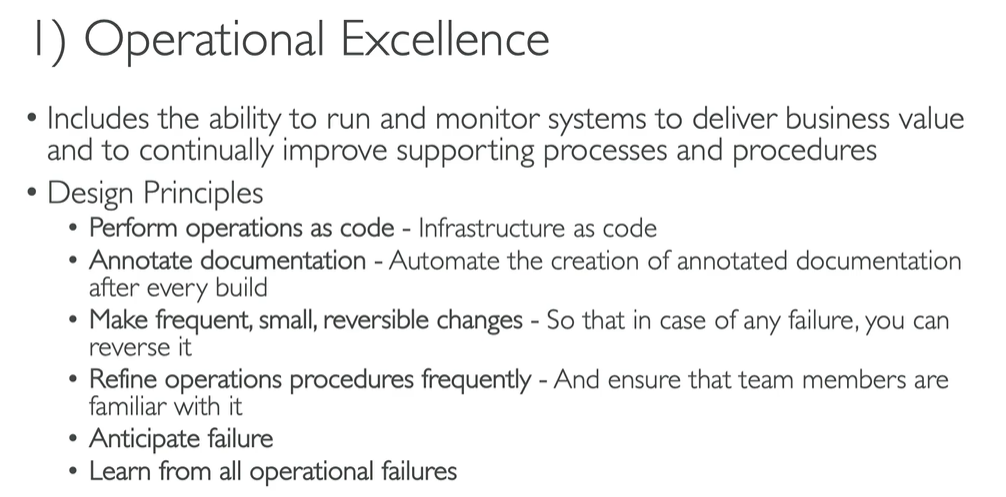 1) Operational Excellence
• Includes the ability to run and monitor systems to deliver business value
and to continually improve supporting processes and procedures
• Design Principles
• Perform operations as code - Infrastructure as code
• Annotate documentation - Automate the creation of annotated documentation
after every build
• Make frequent, small, reversible changes - So that in case of any failure, you can
reverse it
• Refine operations procedures frequently - And ensure that team members are
familiar with it
• Anticipate failure
• Learn from all operational failures